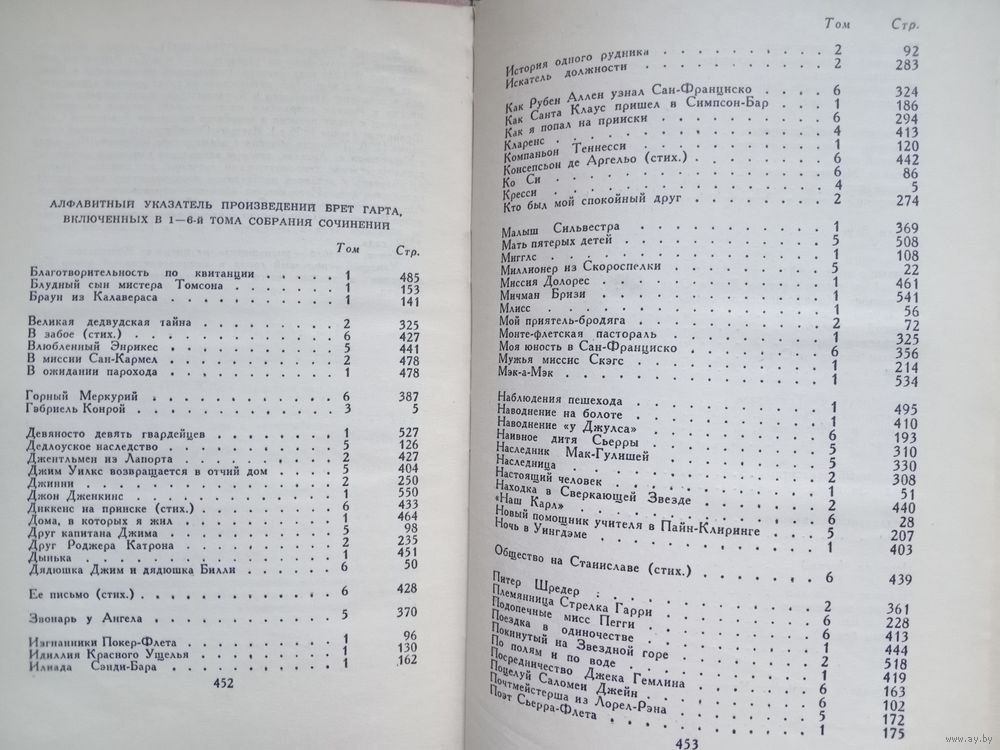 АЛФАВИТНЫЙ УКАЗАТЕЛЬ ПРОИЗВЕДЕНИЙ БРЕТ ГАРТА,
ВКЛЮЧЕННЫХ В 1—6-й ТОМА СОБРАНИЯ СОЧИНЕНИЙ
Том Стр.
Благотворительность по квитанции . . . . . 1 485
Блудный сын мистера Томсона . . . . . . . 1 153
Браун из Калавераса . . . . . . . . . . 1 141
Великая дедвудская тайна . . . . . . . . 2 325
В забое (стих.) . . . . . . . . . . . . 6 427
Влюбленный Энрикес . . . . . . . . . . 5 441
В миссии Сан-Кармел . . . . . . . . . . 2 478
В ожидании парохода . . . . . . . . . . 1 478
Горный Меркурий . . . . . . . . . . . 6 387
Гэбриель Конрой . . . . . . . . . . . 3 5
Девяносто девять гвардейцев . . . . . . . 1 527
Дедлоуское наследство . . . . . . . . . 5 126
Джентльмен из Лапорта . . . . . . . . . 2 427
Джим Уилкс возвращается в отчий дом . . . . 5 404
Джинни . . . . . . . . . . . . . . . 2 250
Джон Дженкинс . . . . . . . . . . . . 1 550
Диккенс на прииске (стих.) . . . . . . . . 6 433
Дома, в которых я жил . . . . . . . . . 1 464
Друг капитана Джима . . . . . . . . . . 5 98
Друг Роджера Катрона . . . . . . . . . 2 235
Дынька . . . . . . . . . . . . . . . 1 451
Дядюшка Джим и дядюшка Билли . . . . . . 6 50
Ее письмо (стих.) . . . . . . . . . . . 6 428
Звонарь у Ангела . . . . . . . . . . . 5 370
Изгнанники Покер-Флета . . . . . . . . . 1 96
Идиллия Красного Ущелья . . . . . . . . 1 130
Илиада Сэнди-Бара . . . . . . . . . . 1 162
452
Том Стр.
История одного рудника . . . . . . . . . 2 92
Искатель должности . . . . . . . . . . 2 283
Как Рубен Аллен узнал Сан-Франциско . . . . 6 324
Как Санта Клаус пришел в Симпсон-Бар . . . 1 186
Как я попал на прииски . . . . . . . . . 6 294
Кларенс . . . . . . . . . . . . . . 4 413
Компаньон Теннесси . . . . . . . . . . 1 120
Консепсьон де Аргельо (стих.) . . . . . . . 6 442
Ко Си . . . . . . . . . . . . . . . 6 86
Кресси . . . . . . . . . . . . . . . 4 5
Кто был мой спокойный друг . . . . . . . 2 274
Малыш Сильвестра . . . . . . . . . . . 1 369
Мать пятерых детей . . . . . . . . . . 5 508
Мигглс . . . . . . . . . . . . . . . 1 108
Миллионер из Скороспелки . . . . . . . . 5 22
Миссия Долорес . . . . . . . . . . . . 1 461
Мичман Бризи . . . . . . . . . . . . 1 541
Млисс . . . . . . . . . . . . . . . 1 56
Мой приятель-бродяга . . . . . . . . . . 2 72
Монте-флетская пастораль . . . . . . . . 1 325
Моя юность в Сан-Франциско . . . . . . . 6 356
Мужья миссис Скэгс . . . . . . . . . . 1 214
Мэк-а-Мэк . . . . . . . . . . . . . 1 534
Наблюдения пешехода . . . . . . . . . . 1 495
Наводнение на болоте . . . . . . . . . . 1 410
Наводнение «у Джулса» . . . . . . . . . 6 193
Наивное дитя Сьерры . . . . . . . . . . 5 310
Наследник Мак-Гулишей . . . . . . . . . 5 330
Наследница . . . . . . . . . . . . . 2 308
Настоящий человек . . . . . . . . . . . 1 51
Находка в Сверкающей Звезде . . . . . . . 2 440
«Наш Карл» . . . . . . . . . . . . . 6 28
Новый помощник учителя в Пайн-Клиринге . . . 5 207
Ночь в Уингдэме . . . . . . . . . . . 1 403
Общество на Станиславе (стих.) . . . . . . 6 439
Питер Шредер . . . . . . . . . . . . 2 361
Племянница Стрелка Гарри . . . . . . . . 6 228
Подопечные мисс Пегги . . . . . . . . . 6 413
Поездка в одиночестве . . . . . . . . . 1 444
Покинутый на Звездной горе . . . . . . . 2 518
По полям и по воде . . . . . . . . . . 1 419
Посредничество Джека Гемлина . . . . . . . 6 163
Поцелуй Саломеи Джейн . . . . . . . . . 6 102
Почтмейстерша из Лорел-Рэна . . . . . . . 5 172
Поэт Сьерра-Флета . . . . . . . . . . . 1 175
453
www.ay.by